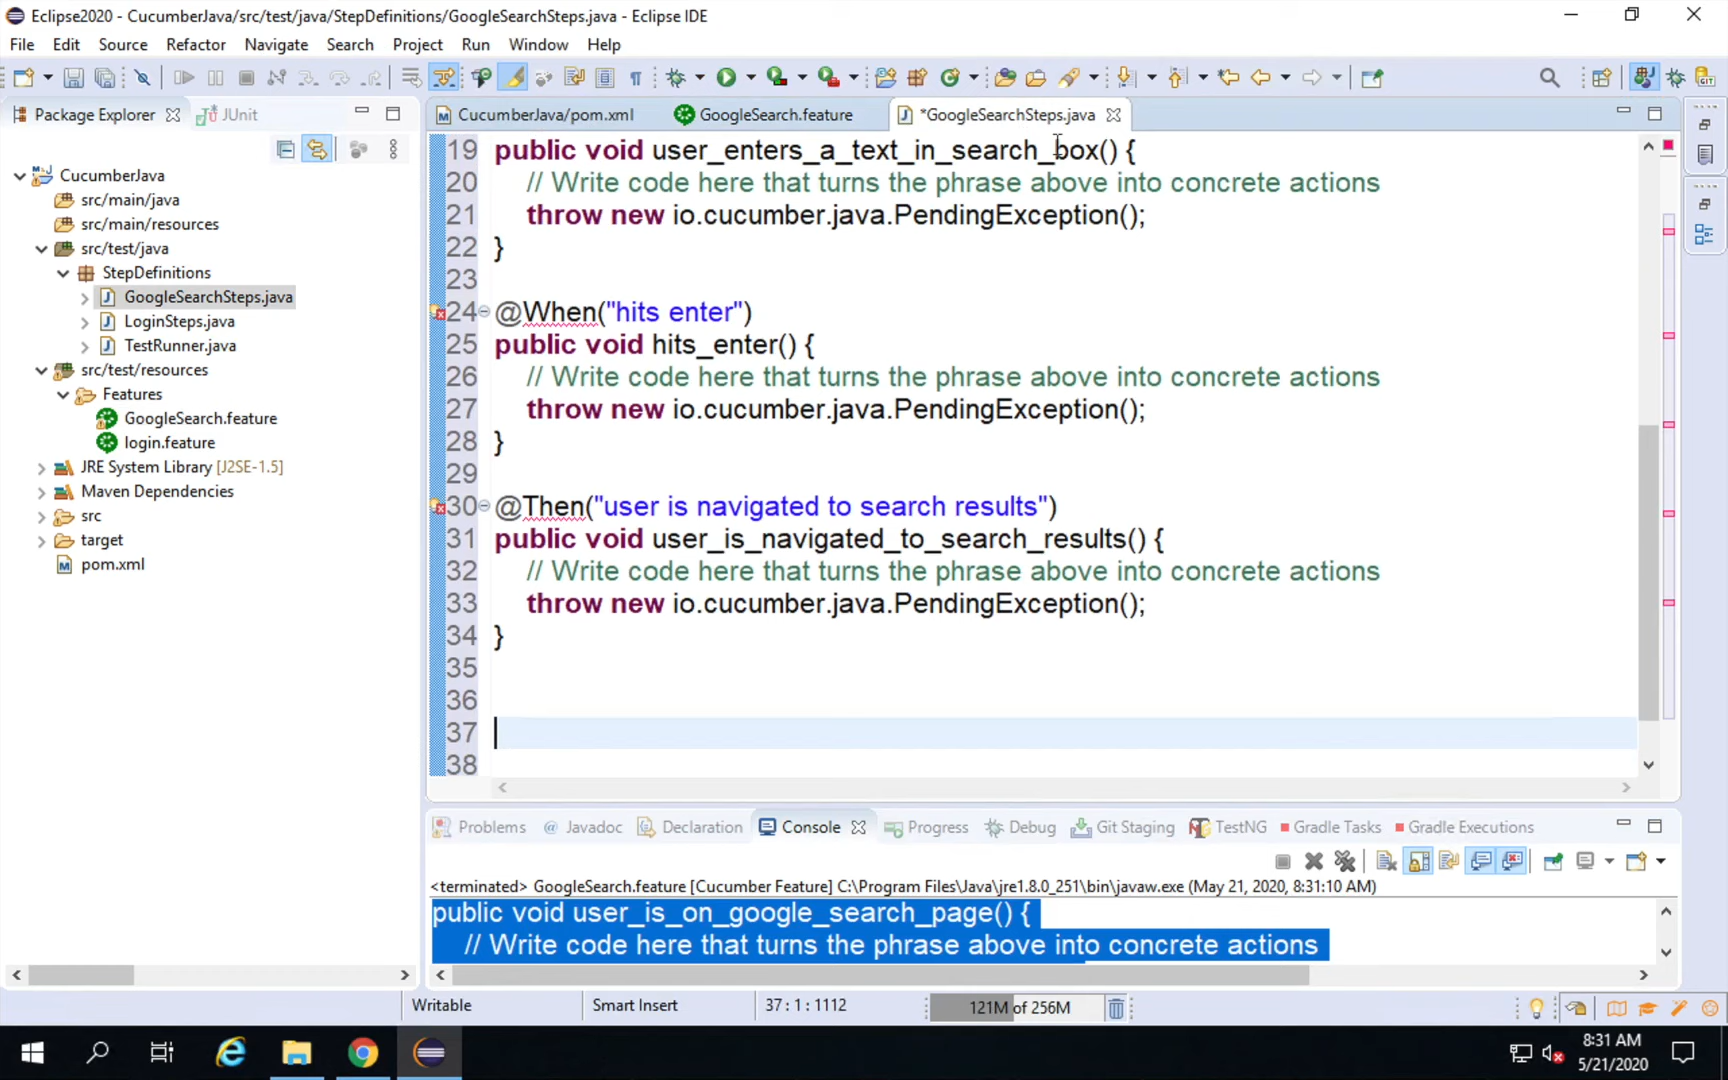 Eclipse2020 - CucumberJava/src/test/java/StepDefinitions/GoogleSearchSteps.java - Eclipse IDE
File Edit Source Refactor Navigate Search Project Run Window Help
Package Explorer JUnit
CucumberJava/pom.xml GoogleSearch.feature *GoogleSearchSteps.java
CucumberJava
src/main/java
src/main/resources
src/test/java
StepDefinitions
GoogleSearchSteps.java
LoginSteps.java
TestRunner.java
src/test/resources
Features
GoogleSearch.feature
login.feature
JRE System Library [J2SE-1.5]
Maven Dependencies
src
target
pom.xml
19 public void user_enters_a_text_in_search_box() {
20 // Write code here that turns the phrase above into concrete actions
21 throw new io.cucumber.java.PendingException();
22 }
23
24 @When("hits enter")
25 public void hits_enter() {
26 // Write code here that turns the phrase above into concrete actions
27 throw new io.cucumber.java.PendingException();
28 }
29
30 @Then("user is navigated to search results")
31 public void user_is_navigated_to_search_results() {
32 // Write code here that turns the phrase above into concrete actions
33 throw new io.cucumber.java.PendingException();
34 }
35
36
37
38
Problems @ Javadoc Declaration Console Progress Debug Git Staging TestNG Gradle Tasks Gradle Executions
<terminated> GoogleSearch.feature [Cucumber Feature] C:\Program Files\Java\jre1.8.0_251\bin\javaw.exe (May 21, 2020, 8:31:10 AM)
public void user_is_on_google_search_page() {
// Write code here that turns the phrase above into concrete actions
Writable Smart Insert 37 : 1 : 1112 121M of 256M
8:31 AM
5/21/2020